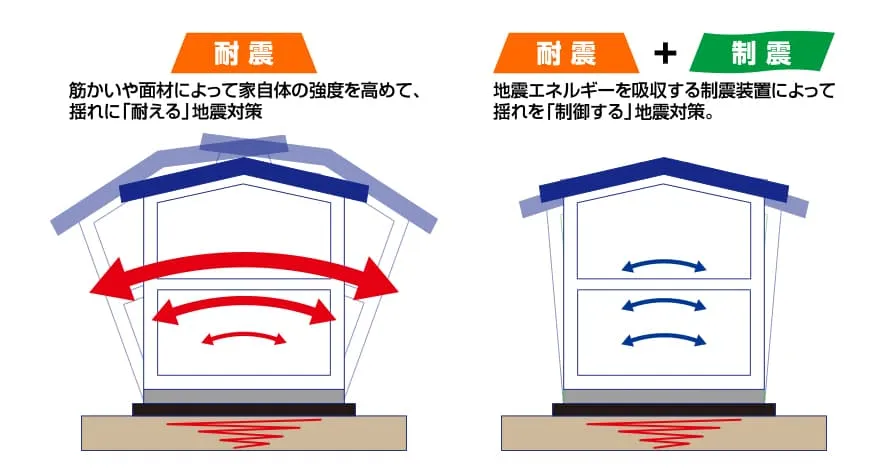 耐震
筋かいや面材によって家自体の強度を高めて、
揺れに「耐える」地震対策
耐震 + 制震
地震エネルギーを吸収する制震装置によって
揺れを「制御する」地震対策。